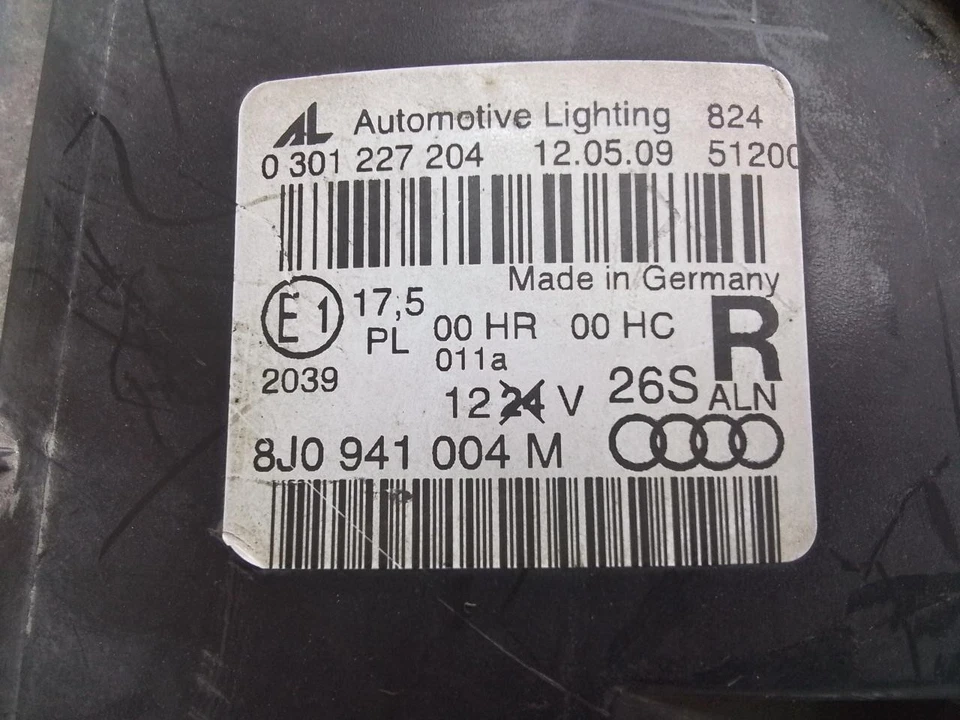 AL Automotive Lighting 824
0 301 227 204 12.05.09 51200
Made in Germany
E1 17,5 PL 00 HR 00 HC R
011a
2039
12 24 V 26S ALN
8J0 941 004 M